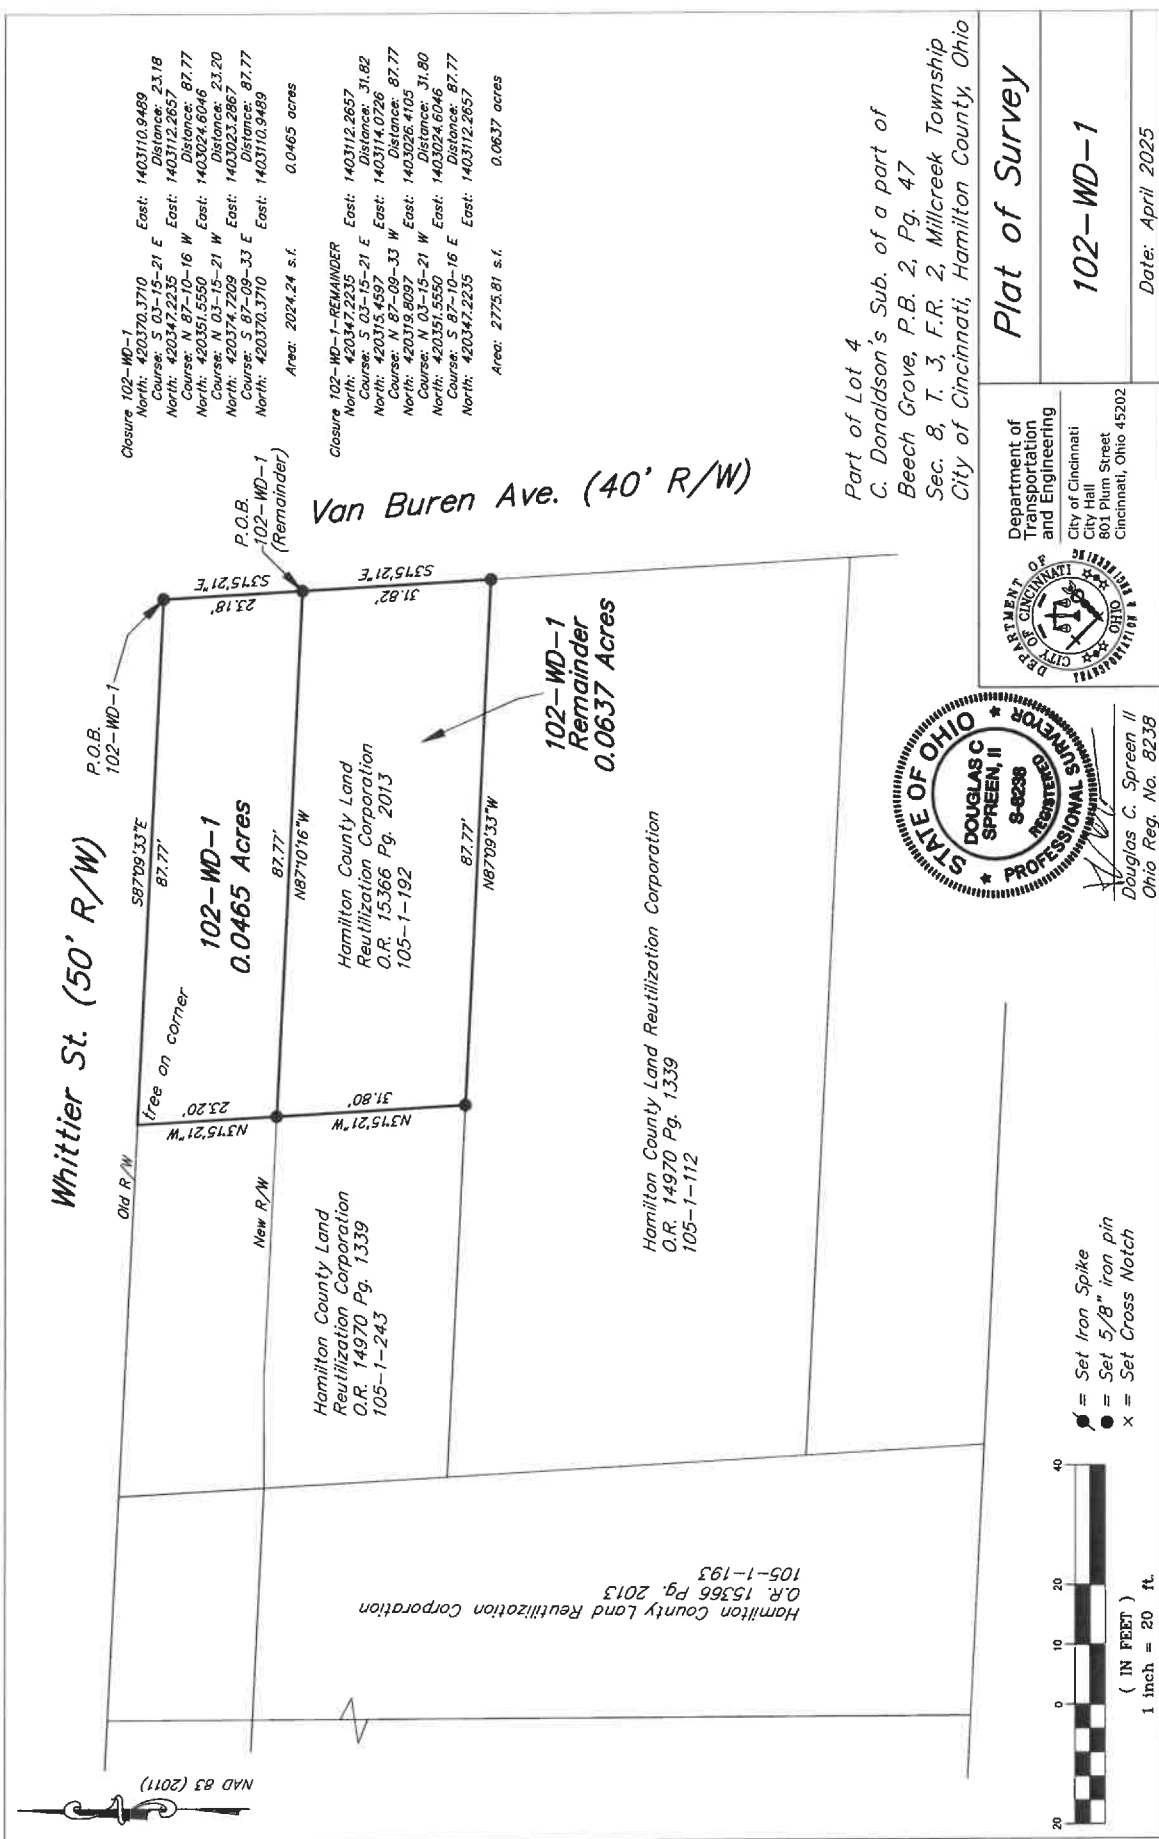 Whittier St. (50' R/W)
Old R/W
New R/W
P.O.B.
102-WD-1
S87°09'33"E
87.77'
tree on corner
102-WD-1
0.0465 Acres
N3°15'21"W
23.20'
S3°15'21"E
23.18'
P.O.B.
102-WD-1
(Remainder)
Van Buren Ave. (40' R/W)
87.77'
N87°10'16"W
Hamilton County Land
Reutilization Corporation
O.R. 15366 Pg. 2013
105-1-192
N3°15'21"W
31.80'
S3°15'21"E
31.82'
102-WD-1
Remainder
0.0637 Acres
87.77'
N87°09'33"W
Hamilton County Land
Reutilization Corporation
O.R. 14970 Pg. 1339
105-1-243
Hamilton County Land Reutilization Corporation
O.R. 14970 Pg. 1339
105-1-112
Hamilton County Land Reutilization Corporation
O.R. 15366 Pg. 2013
105-1-193
NAD 83 (2011)
Closure 102-WD-1
North: 420370.3710 East: 1403110.9489
Course: S 03-15-21 E Distance: 23.18
North: 420347.2235 East: 1403112.2657
Course: N 87-10-16 W Distance: 87.77
North: 420351.5550 East: 1403024.6046
Course: N 03-15-21 W Distance: 23.20
North: 420374.7209 East: 1403023.2867
Course: S 87-09-33 E Distance: 87.77
North: 420370.3710 East: 1403110.9489
Area: 2024.24 s.f. 0.0465 acres
Closure 102-WD-1-REMAINDER
North: 420347.2235 East: 1403112.2657
Course: S 03-15-21 E Distance: 31.82
North: 420315.4597 East: 1403114.0726
Course: N 87-09-33 W Distance: 87.77
North: 420319.8097 East: 1403026.4105
Course: N 03-15-21 W Distance: 31.80
North: 420351.5550 East: 1403024.6046
Course: S 87-10-16 E Distance: 87.77
North: 420347.2235 East: 1403112.2657
Area: 2775.81 s.f. 0.0637 acres
Part of Lot 4
C. Donaldson's Sub. of a part of
Beech Grove, P.B. 2, Pg. 47
Sec. 8, T. 3, F.R. 2, Millcreek Township
City of Cincinnati, Hamilton County, Ohio
20 0 10 20 40
( IN FEET )
1 inch = 20 ft.
= Set Iron Spike
= Set 5/8" iron pin
x = Set Cross Notch
STATE OF OHIO
DOUGLAS C
SPREEN, II
S-8238
REGISTERED
PROFESSIONAL SURVEYOR
Douglas C. Spreen II
Ohio Reg. No. 8238
DEPARTMENT OF
TRANSPORTATION & ENGINEERING
CITY OF CINCINNATI
OHIO
Department of
Transportation
and Engineering
City of Cincinnati
City Hall
801 Plum Street
Cincinnati, Ohio 45202
Plat of Survey
102-WD-1
Date: April 2025